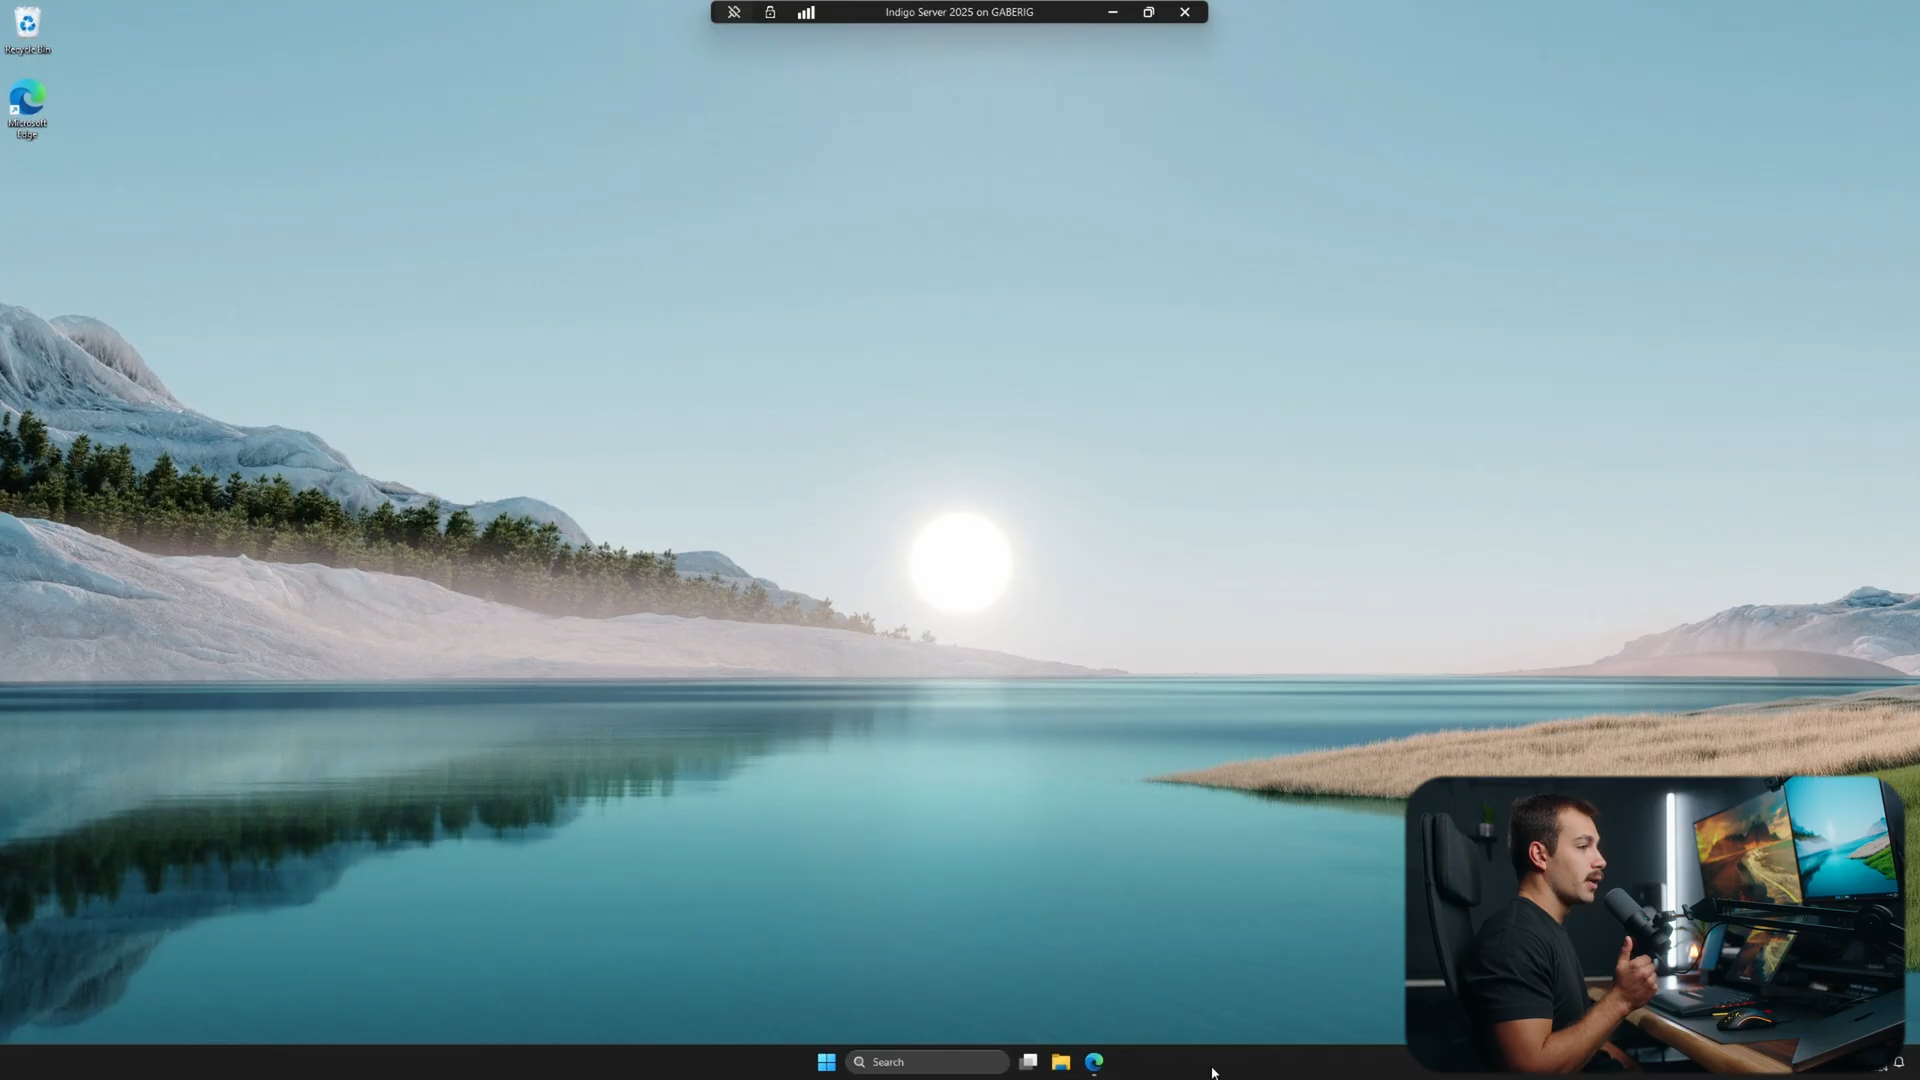 Indigo Server 2025 on GABERIG
Recycle Bin
Microsoft
Edge
Search